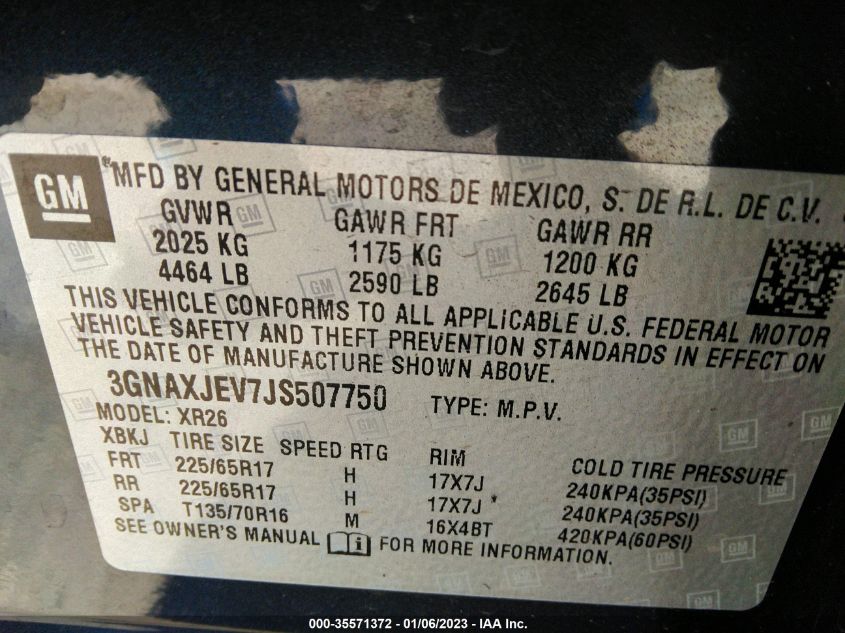 GM
® MFD BY GENERAL MOTORS DE MEXICO, S. DE R.L. DE C.V.
GVWR GAWR FRT GAWR RR
2025 KG 1175 KG 1200 KG
4464 LB 2590 LB 2645 LB
THIS VEHICLE CONFORMS TO ALL APPLICABLE U.S. FEDERAL MOTOR
VEHICLE SAFETY AND THEFT PREVENTION STANDARDS IN EFFECT ON
THE DATE OF MANUFACTURE SHOWN ABOVE.
3GNAXJEV7JS507750 TYPE: M.P.V.
MODEL: XR26
XBKJ TIRE SIZE SPEED RTG RIM COLD TIRE PRESSURE
FRT 225/65R17 H 17X7J 240KPA(35PSI)
RR 225/65R17 H 17X7J 240KPA(35PSI)
SPA T135/70R16 M 16X4BT 420KPA(60PSI)
SEE OWNER'S MANUAL FOR MORE INFORMATION.
000-35571372 - 01/06/2023 - IAA Inc.